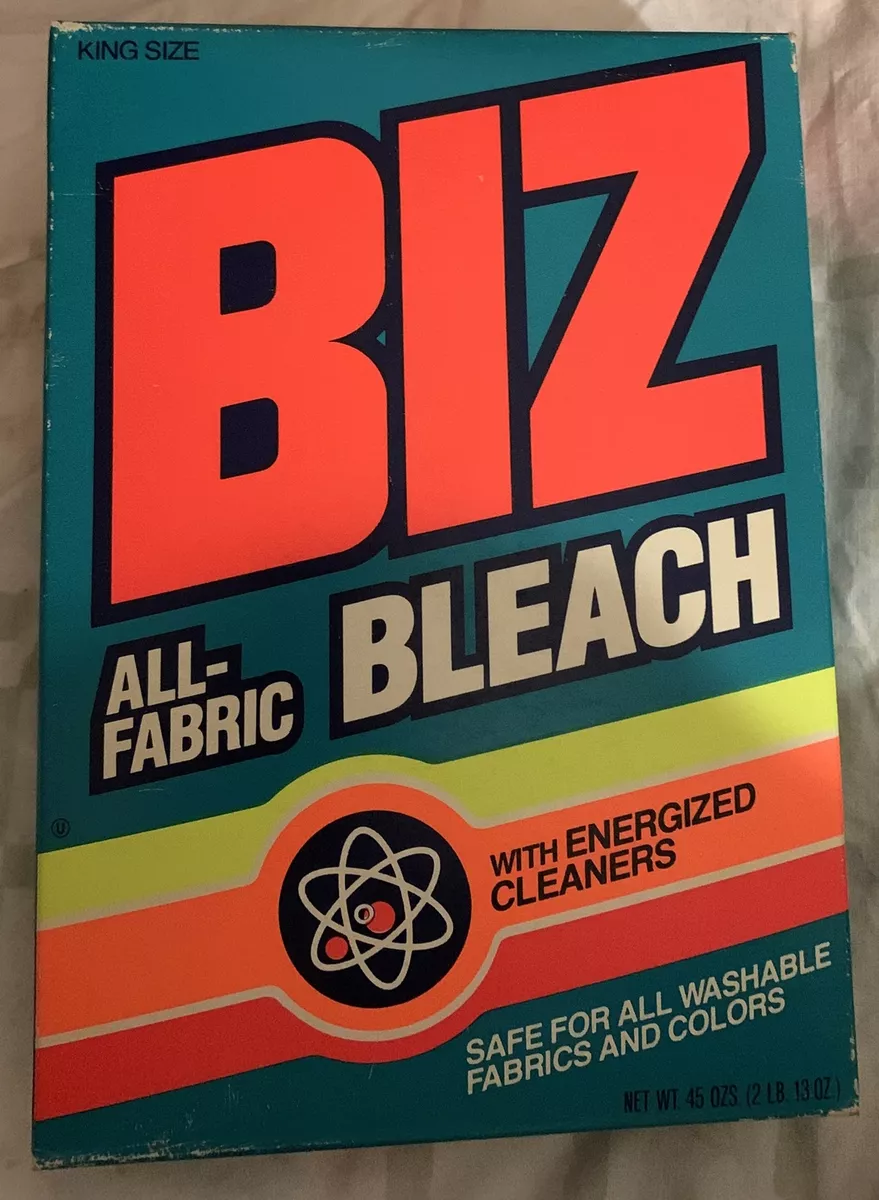 KING SIZE
BIZ
ALL-
FABRIC
BLEACH
U
WITH ENERGIZED
CLEANERS
SAFE FOR ALL WASHABLE
FABRICS AND COLORS
NET WT. 45 OZS. (2 LB. 13 OZ.)